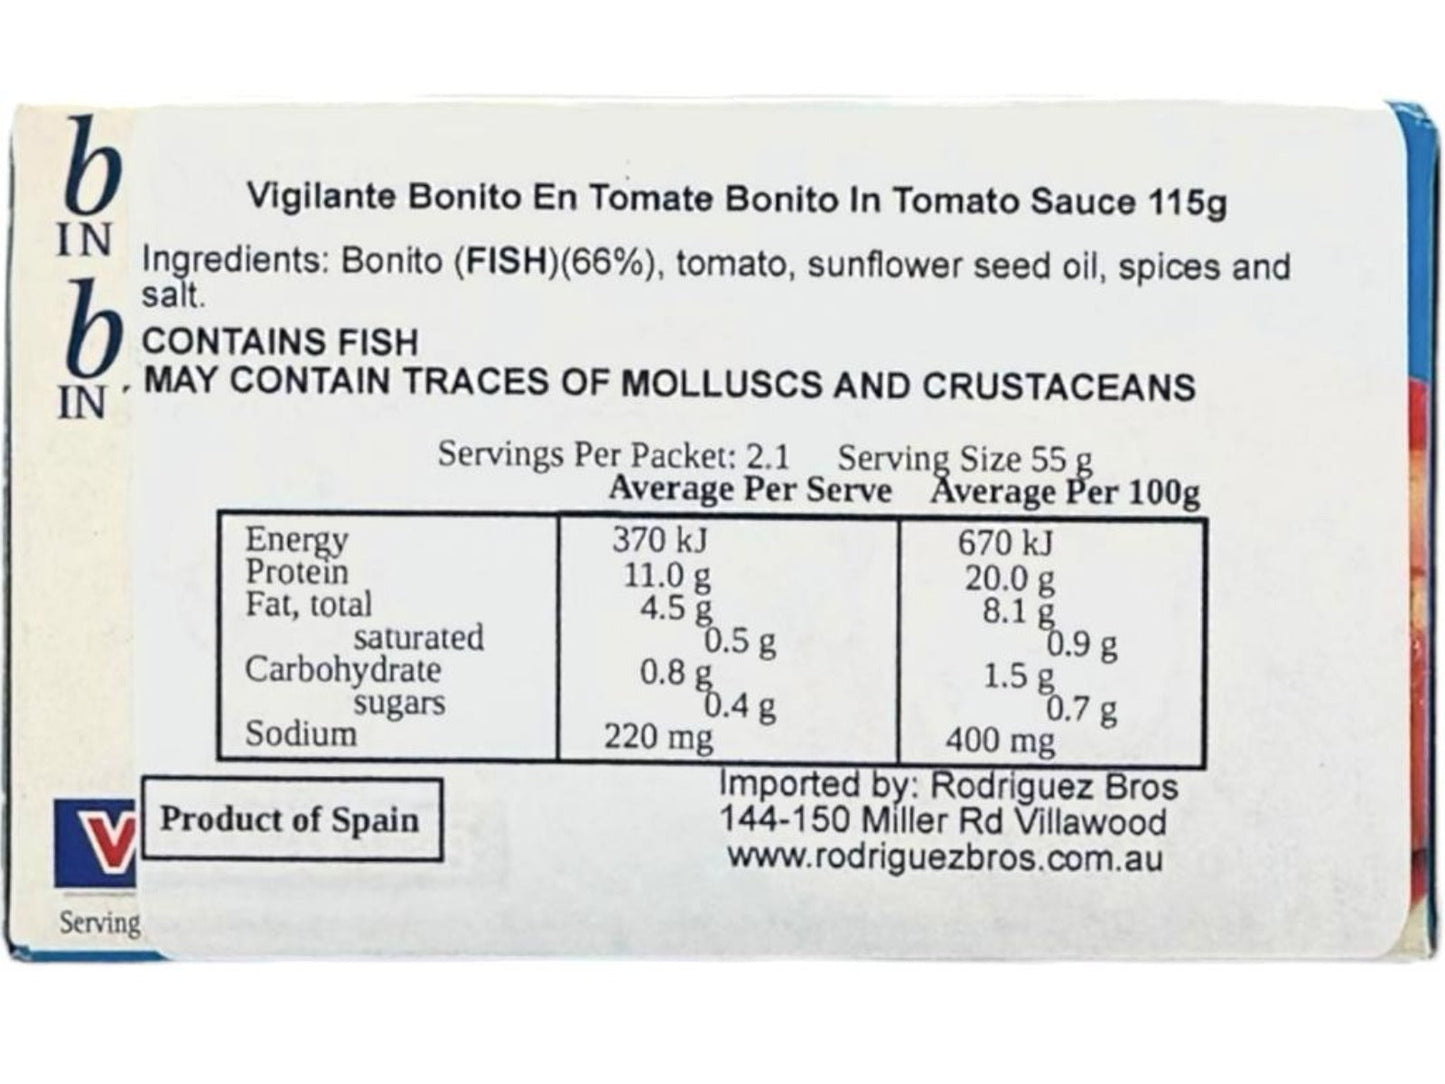 b
IN
b
IN
Vigilante Bonito En Tomate Bonito In Tomato Sauce 115g
Ingredients: Bonito (FISH)(66%), tomato, sunflower seed oil, spices and
salt.
CONTAINS FISH
MAY CONTAIN TRACES OF MOLLUSCS AND CRUSTACEANS
Servings Per Packet: 2.1 Serving Size 55 g
Average Per Serve Average Per 100g
Energy 370 kJ 670 kJ
Protein 11.0 g 20.0 g
Fat, total 4.5 g 8.1 g
saturated 0.5 g 0.9 g
Carbohydrate 0.8 g 1.5 g
sugars 0.4 g 0.7 g
Sodium 220 mg 400 mg
V
Product of Spain
Imported by: Rodriguez Bros
144-150 Miller Rd Villawood
www.rodriguezbros.com.au
Serving